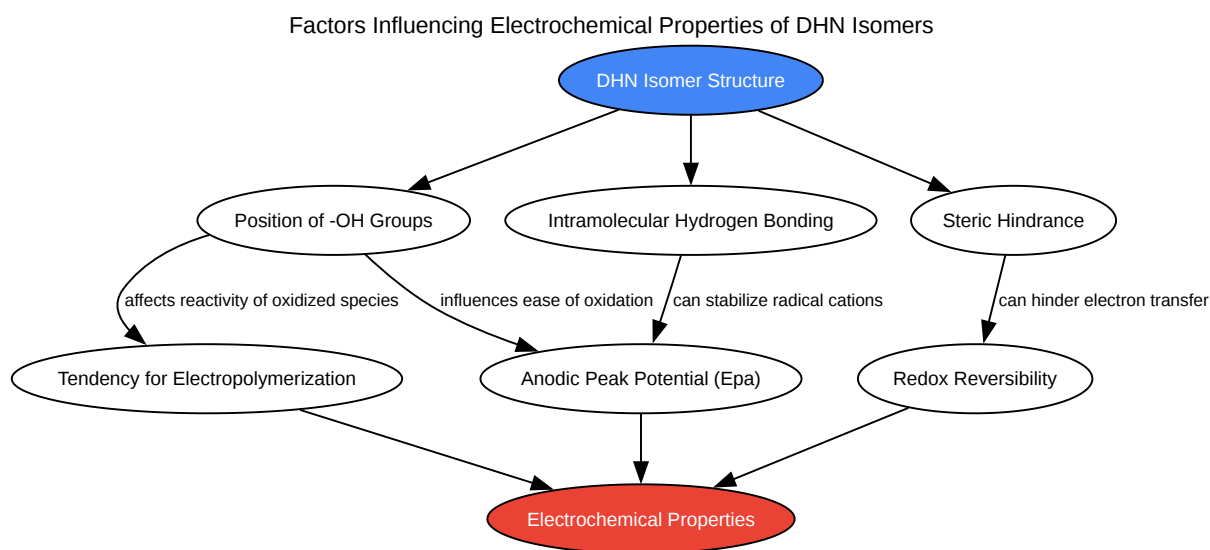 Factors Influencing Electrochemical Properties of DHN Isomers
DHN Isomer Structure
Position of -OH Groups
Intramolecular Hydrogen Bonding
Steric Hindrance
affects reactivity of oxidized species
influences ease of oxidation
can stabilize radical cations
can hinder electron transfer
Tendency for Electropolymerization
Anodic Peak Potential (Epa)
Redox Reversibility
Electrochemical Properties